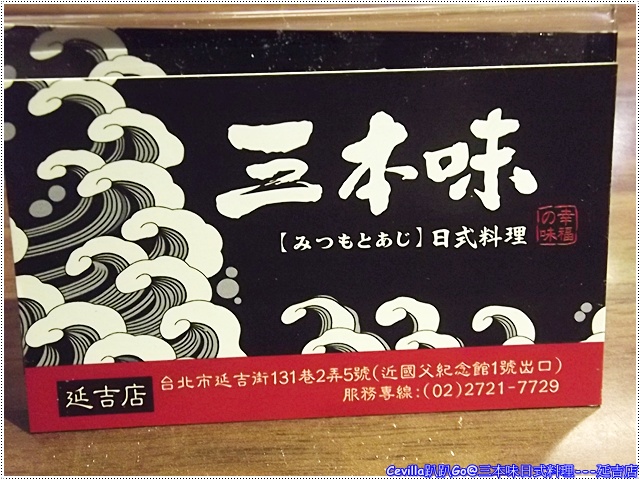 三本味
【みつもとあじ】日式料理
幸福
の味
延吉店
台北市延吉街131巷2弄5號(近國父紀念館1號出口)
服務專線:(02)2721-7729
Cevilla趴趴Go@三本味日式料理---延吉店